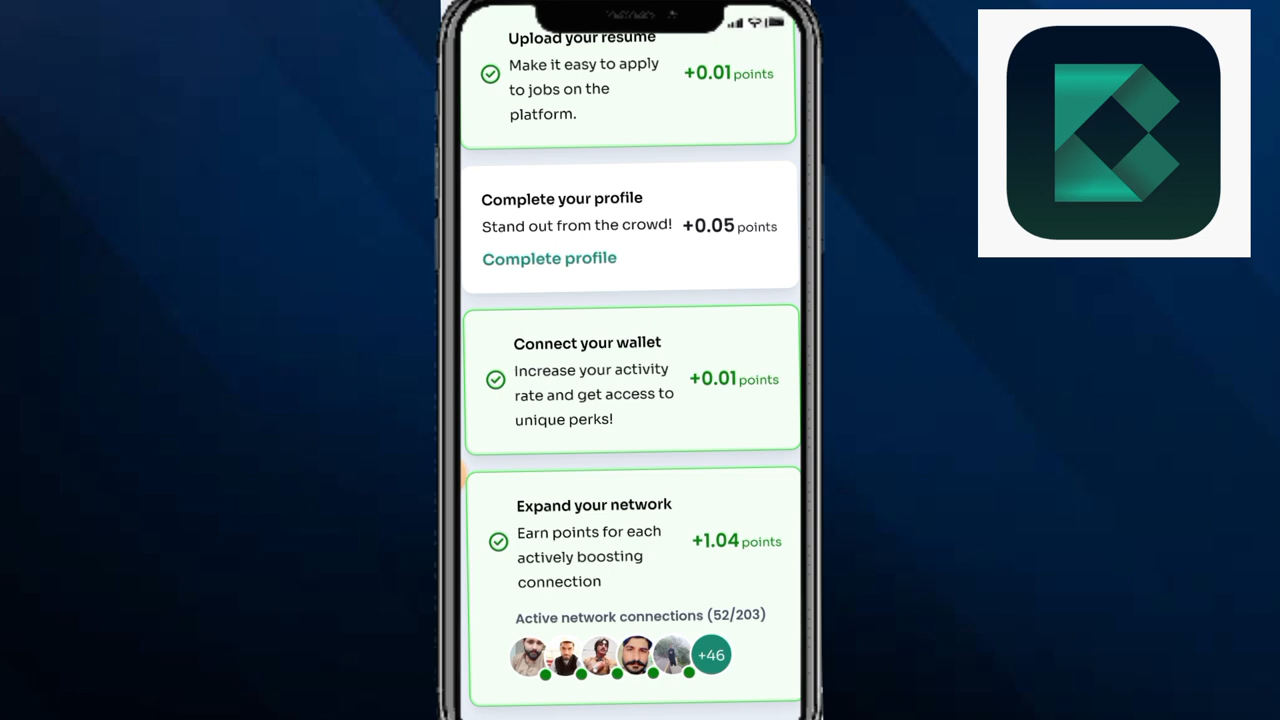 Upload your resume
Make it easy to apply
to jobs on the
platform.
+0.01 points
Complete your profile
Stand out from the crowd!
+0.05 points
Complete profile
Connect your wallet
Increase your activity
rate and get access to
unique perks!
+0.01 points
Expand your network
Earn points for each
actively boosting
connection
+1.04 points
Active network connections (52/203)
+46